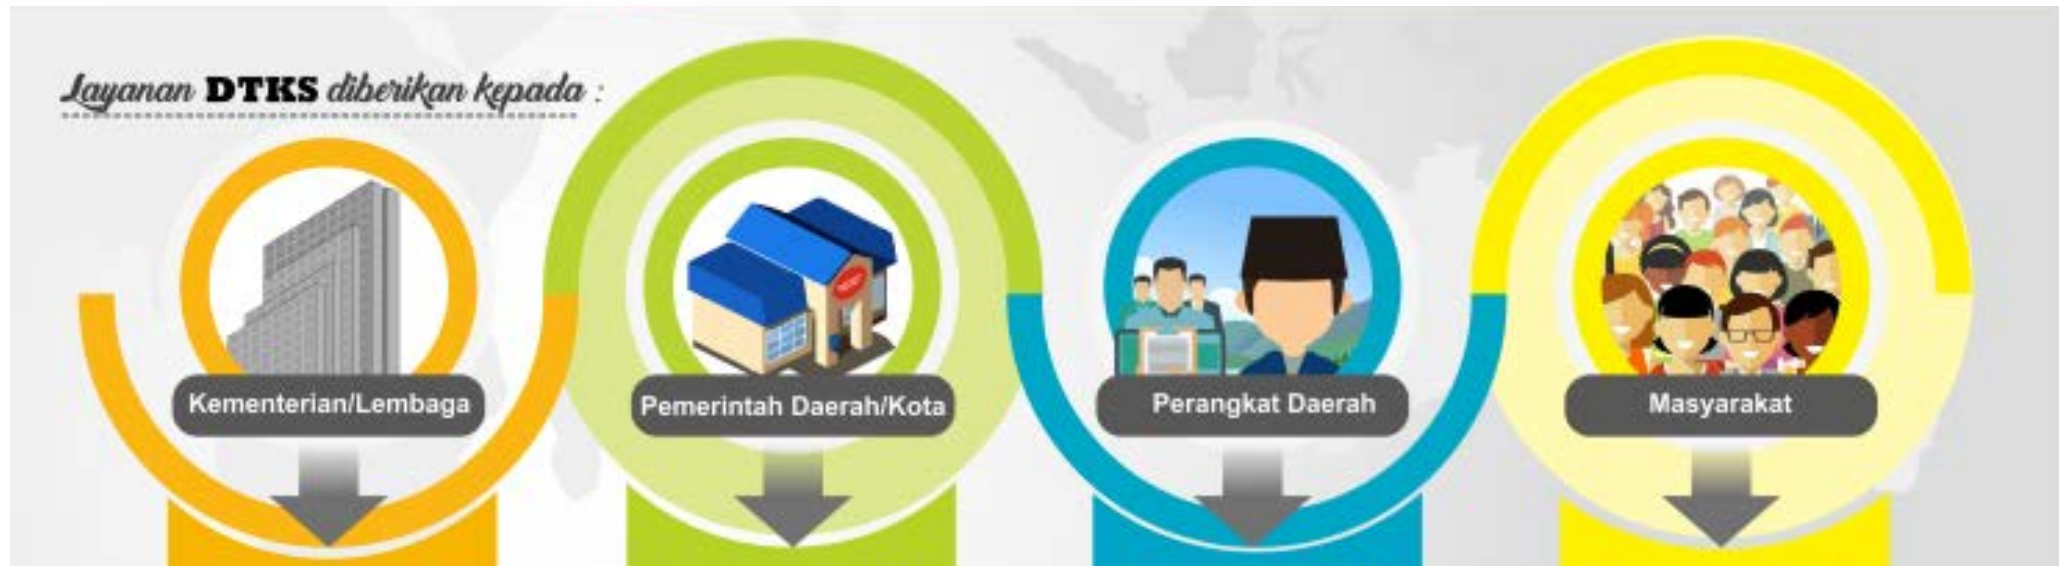 Layanan DTKS diberikan kepada :
Kementerian/Lembaga
Pemerintah Daerah/Kota
Perangkat Daerah
Masyarakat